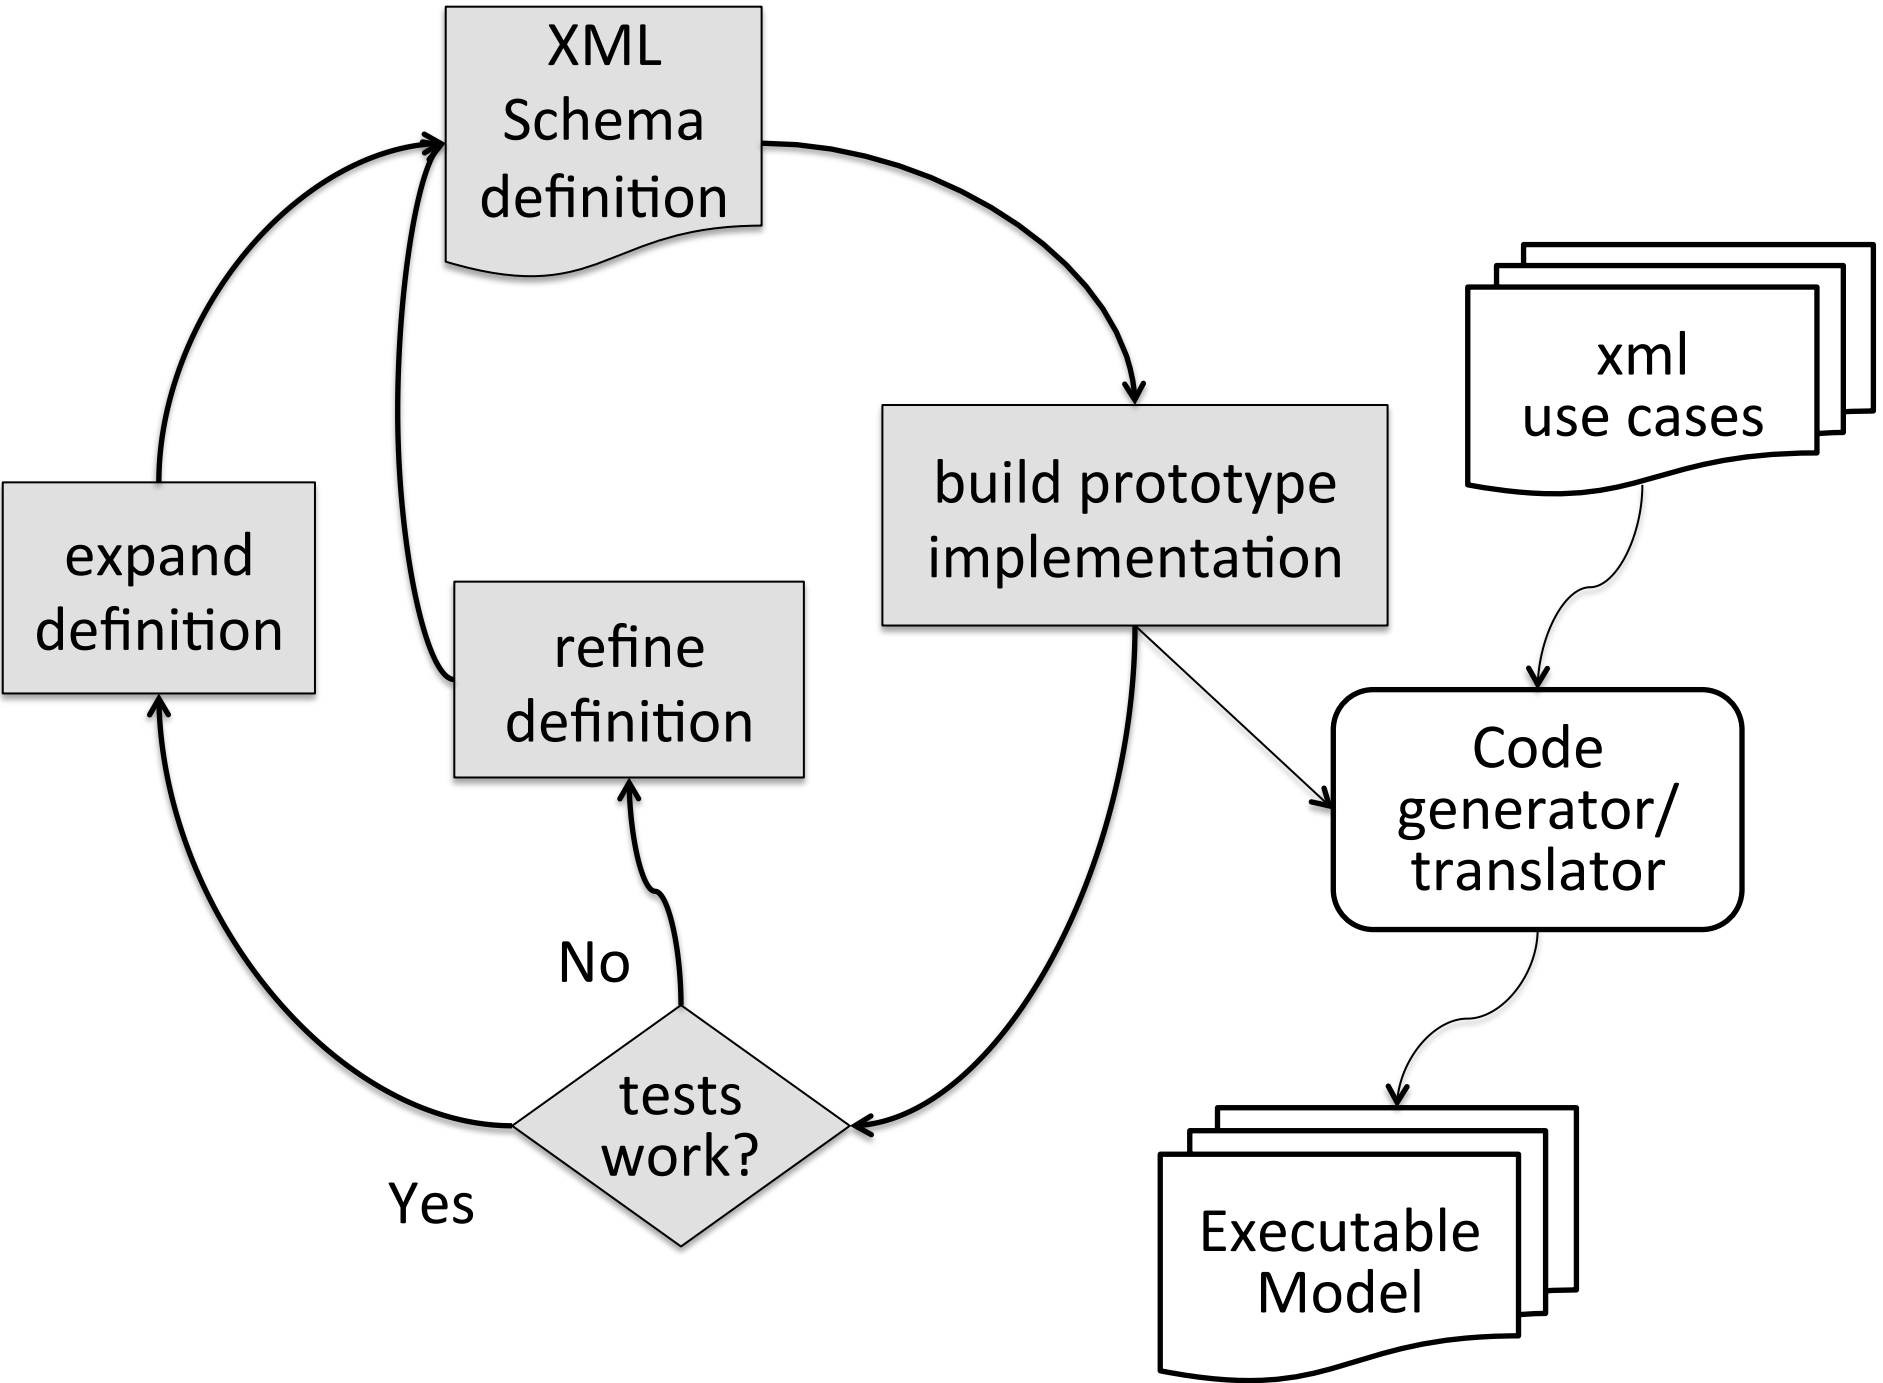 XML
Schema
definition
xml
use cases
build prototype
implementation
expand
definition
refine
definition
Code
generator/
translator
No
tests
work?
Yes
Executable
Model